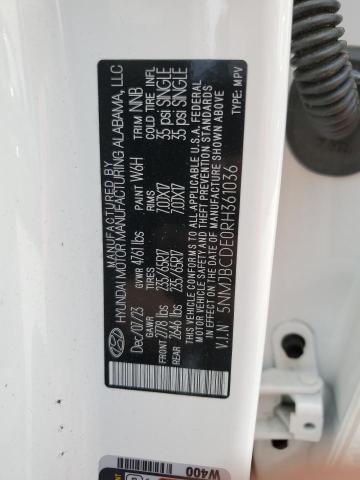 MANUFACTURED BY
HYUNDAI MOTOR MANUFACTURING ALABAMA, LLC
Dec./07/23 GVWR 4761 lbs PAINT W6H TRIM NNB
GAWR TIRES RIMS COLD TIRE INFL
2778 lbs 235/65R17 7.0JX17 35 psi SINGLE
REAR 2646 lbs 235/65R17 7.0JX17 35 psi SINGLE
THIS VEHICLE CONFORMS TO ALL APPLICABLE U.S.A. FEDERAL
MOTOR VEHICLE SAFETY AND THEFT PREVENTION STANDARDS
IN EFFECT ON THE DATE OF MANUFACTURE SHOWN ABOVE.
V.I.N 5NMJBCDE0RH361036 TYPE: MPV
W400